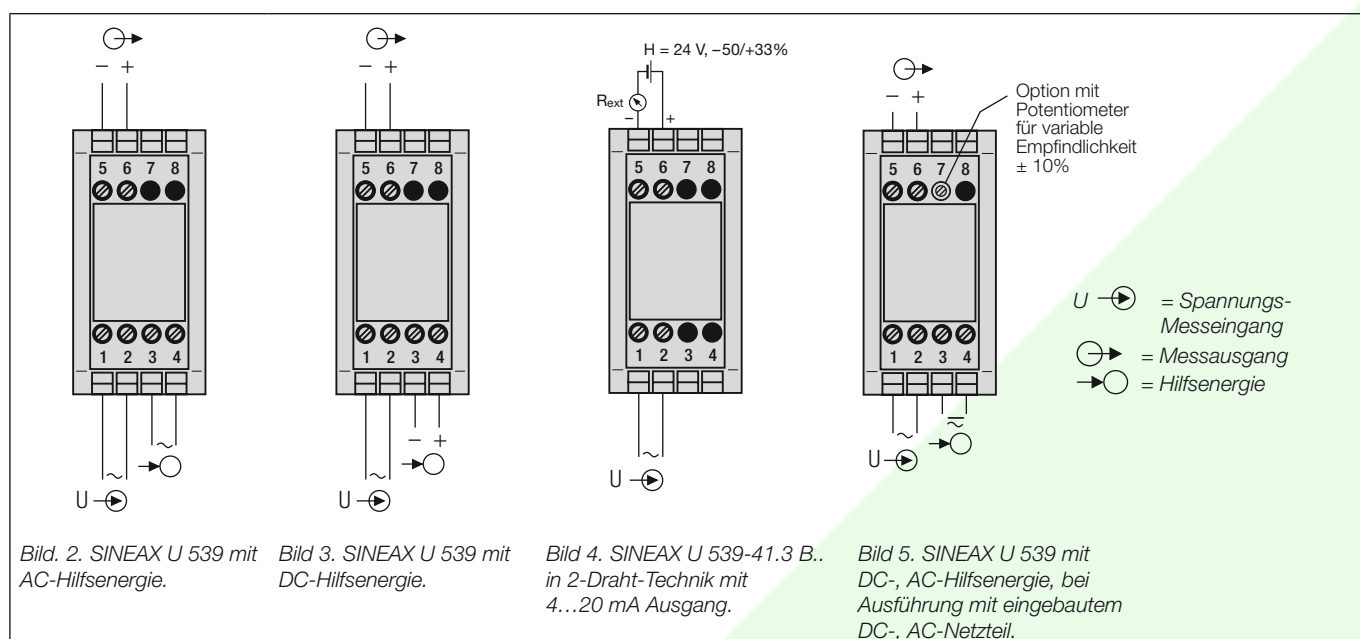 − +
5 6 7 8
1 2 3 4
~ ~
U
Bild. 2. SINEAX U 539 mit
AC-Hilfsenergie.
− +
5 6 7 8
1 2 3 4
~ − +
U
Bild 3. SINEAX U 539 mit
DC-Hilfsenergie.
H = 24 V, −50/+33%
Rext
− +
5 6 7 8
1 2 3 4
~
U
Bild 4. SINEAX U 539-41.3 B..
in 2-Draht-Technik mit
4…20 mA Ausgang.
− +
Option mit
Potentiometer
für variable
Empfindlichkeit
± 10%
5 6 7 8
1 2 3 4
~
U
Bild 5. SINEAX U 539 mit
DC-, AC-Hilfsenergie, bei
Ausführung mit eingebautem
DC-, AC-Netzteil.
U = Spannungs-
Messeingang
= Messausgang
= Hilfsenergie